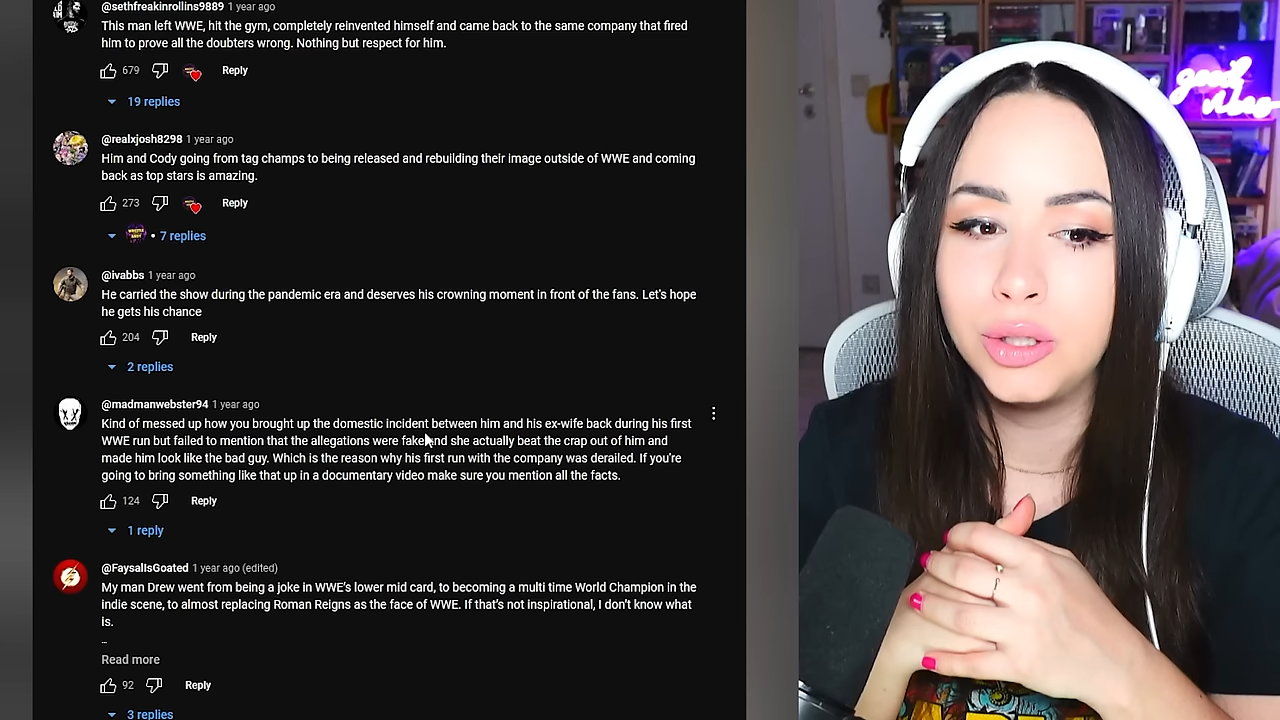 @sethfreakinrollins9889 1 year ago
This man left WWE, hit the gym, completely reinvented himself and came back to the same company that fired
him to prove all the doubters wrong. Nothing but respect for him.
679 Reply
19 replies
@realxjosh8298 1 year ago
Him and Cody going from tag champs to being released and rebuilding their image outside of WWE and coming
back as top stars is amazing.
273 Reply
• 7 replies
@ivabbs 1 year ago
He carried the show during the pandemic era and deserves his crowning moment in front of the fans. Let's hope
he gets his chance
204 Reply
2 replies
@madmanwebster94 1 year ago
Kind of messed up how you brought up the domestic incident between him and his ex-wife back during his first
WWE run but failed to mention that the allegations were fake and she actually beat the crap out of him and
made him look like the bad guy. Which is the reason why his first run with the company was derailed. If you're
going to bring something like that up in a documentary video make sure you mention all the facts.
124 Reply
1 reply
@FaysalIsGoated 1 year ago (edited)
My man Drew went from being a joke in WWE's lower mid card, to becoming a multi time World Champion in the
indie scene, to almost replacing Roman Reigns as the face of WWE. If that's not inspirational, I don't know what
is.
..
Read more
92 Reply
3 replies
good
vibes